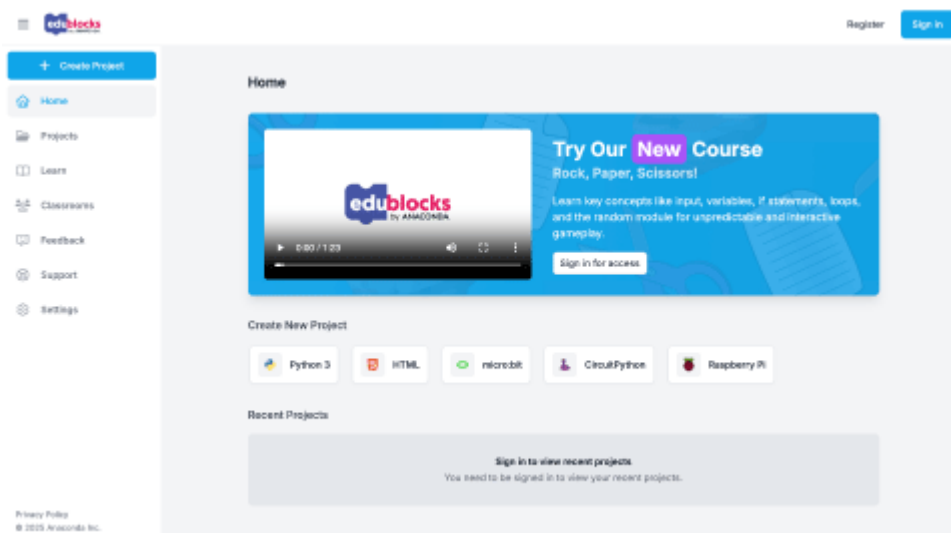 edublocks
by ANACONDA
Register
Sign in
+ Create Project
Home
Projects
Learn
Classrooms
Feedback
Support
Settings
Privacy Policy
© 2025 Anaconda Inc.
Home
edublocks
by ANACONDA
0:00 / 1:23
Try Our New Course
Rock, Paper, Scissors!
Learn key concepts like input, variables, if statements, loops,
and the random module for unpredictable and interactive
gameplay.
Sign in for access
Create New Project
Python 3
HTML
micro:bit
CircuitPython
Raspberry Pi
Recent Projects
Sign in to view recent projects
You need to be signed in to view your recent projects.